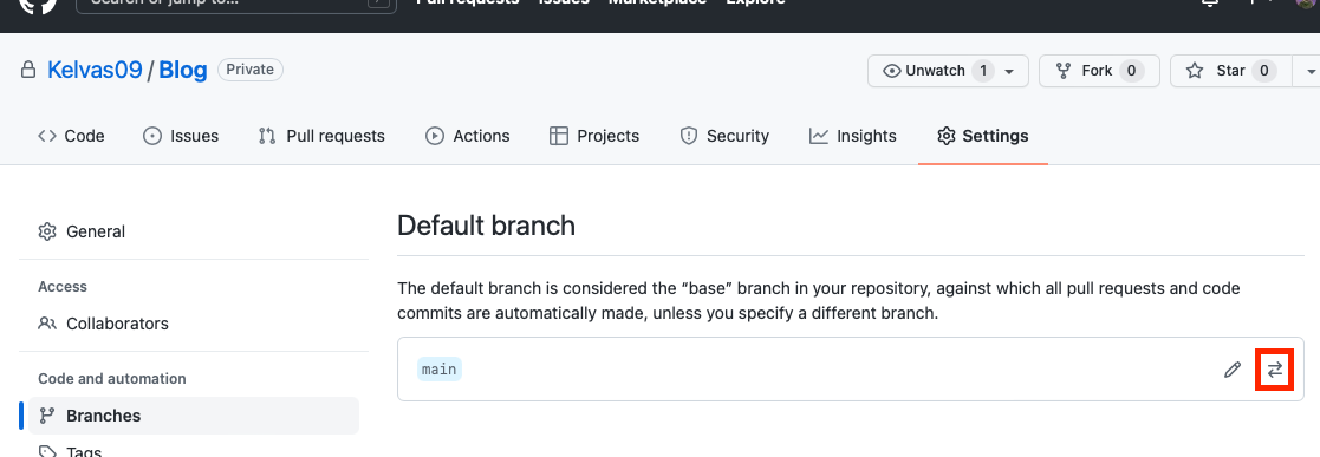 Search or jump to...
/
Pull requests Issues Marketplace Explore
Kelvas09 / Blog Private
Unwatch 1 Fork 0 Star 0
Code Issues Pull requests Actions Projects Security Insights Settings
General
Access
Collaborators
Code and automation
Branches
Tags
Default branch
The default branch is considered the “base” branch in your repository, against which all pull requests and code
commits are automatically made, unless you specify a different branch.
main